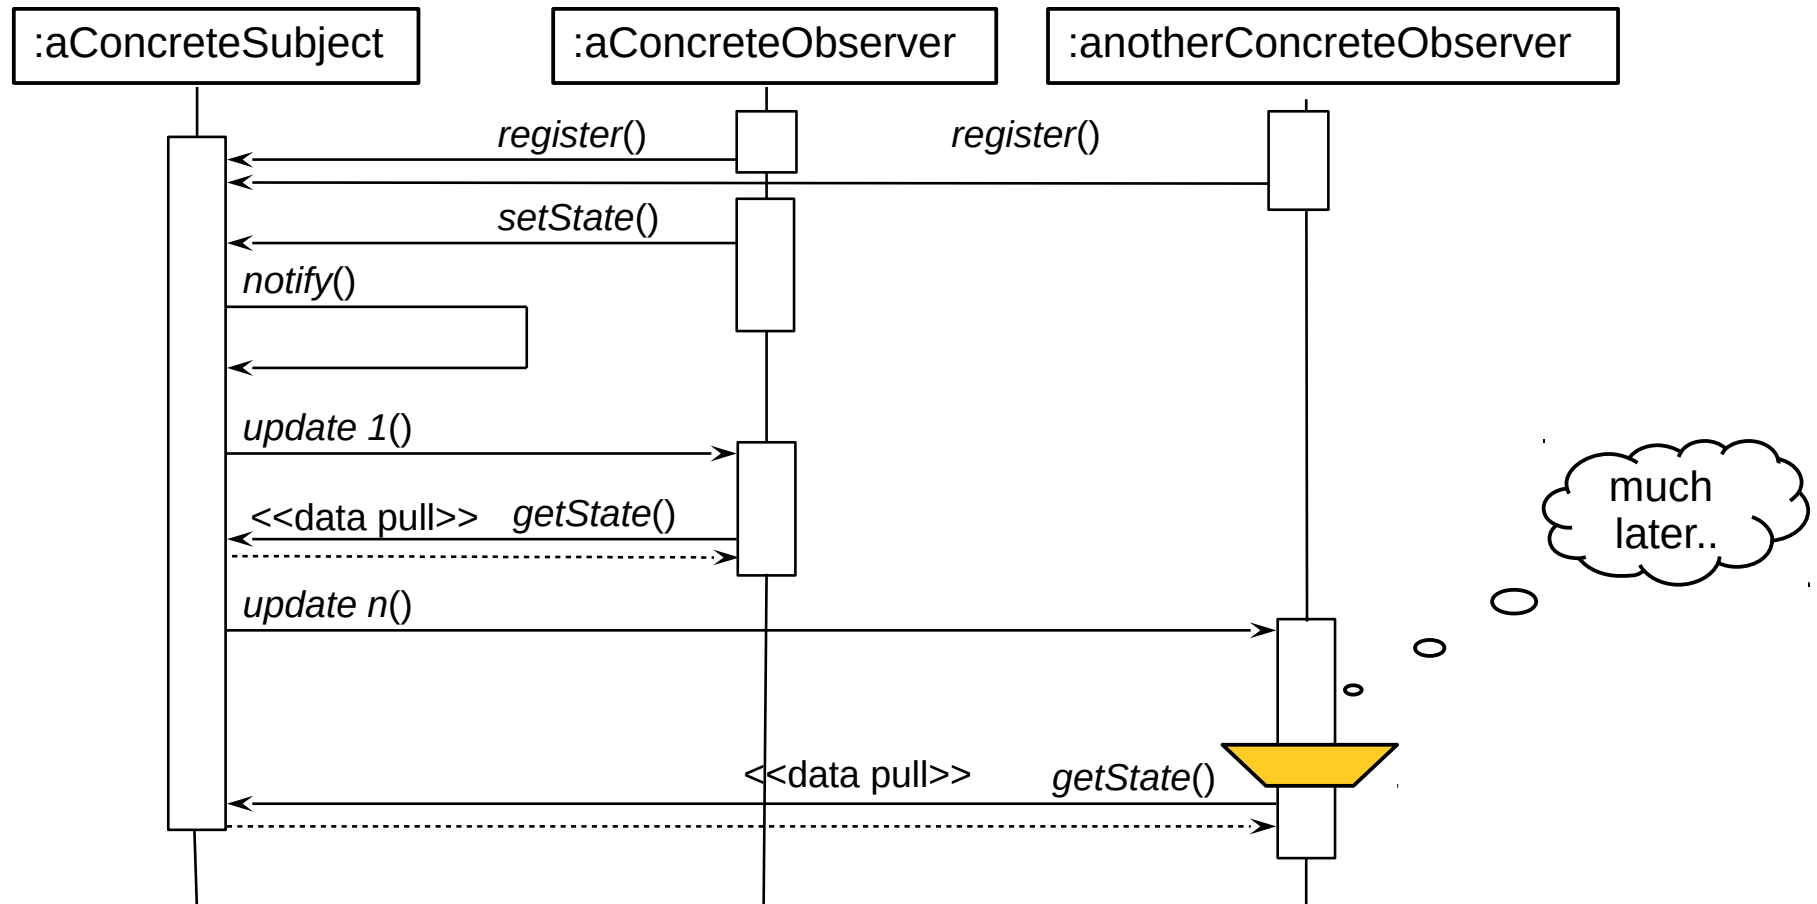 :aConcreteSubject
:aConcreteObserver
:anotherConcreteObserver
register()
register()
setState()
notify()
update 1()
<<data pull>> getState()
much
later..
update n()
<<data pull>> getState()